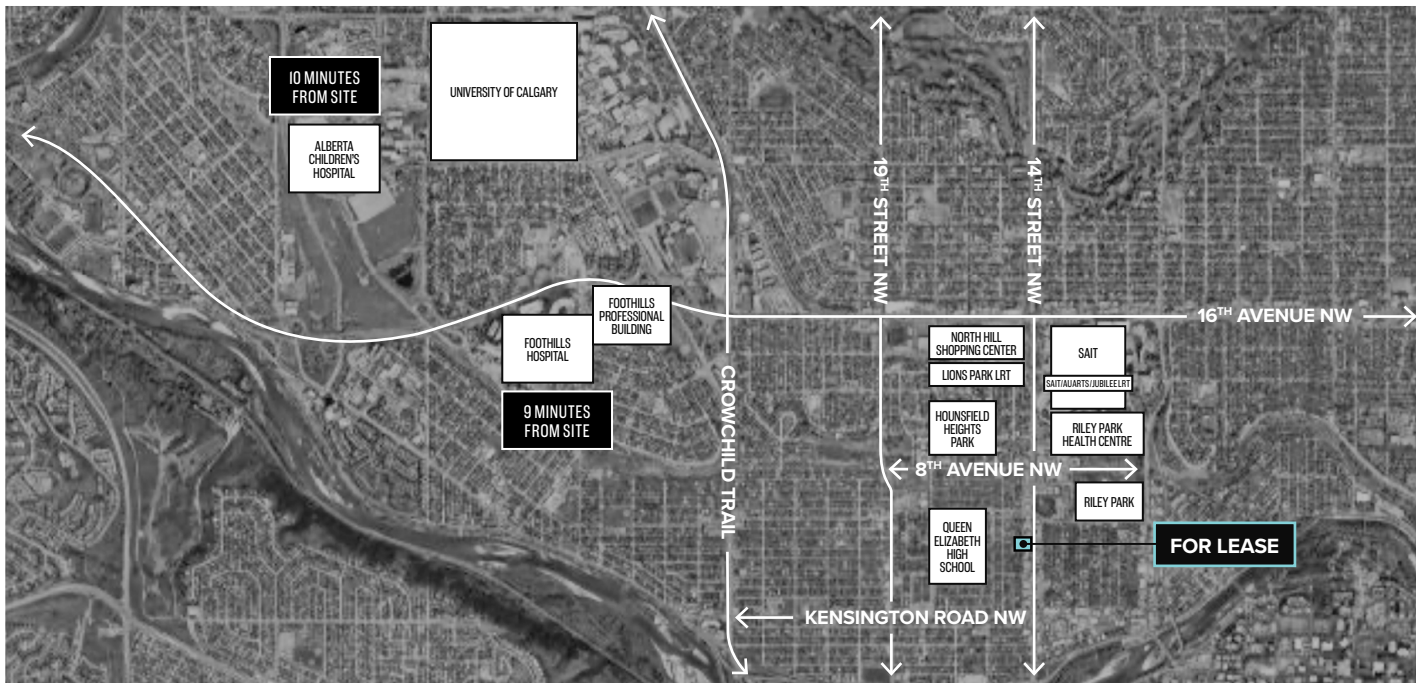 10 MINUTES
FROM SITE
UNIVERSITY OF CALGARY
ALBERTA
CHILDREN'S
HOSPITAL
19TH STREET NW
14TH STREET NW
FOOTHILLS
PROFESSIONAL
BUILDING
16TH AVENUE NW
FOOTHILLS
HOSPITAL
NORTH HILL
SHOPPING CENTER
SAIT
LIONS PARK LRT
SAIT/AUARTS/JUBILEE LRT
9 MINUTES
FROM SITE
CROWCHILD TRAIL
HOUNSFIELD
HEIGHTS
PARK
RILEY PARK
HEALTH CENTRE
8TH AVENUE NW
RILEY PARK
QUEEN
ELIZABETH
HIGH
SCHOOL
FOR LEASE
KENSINGTON ROAD NW